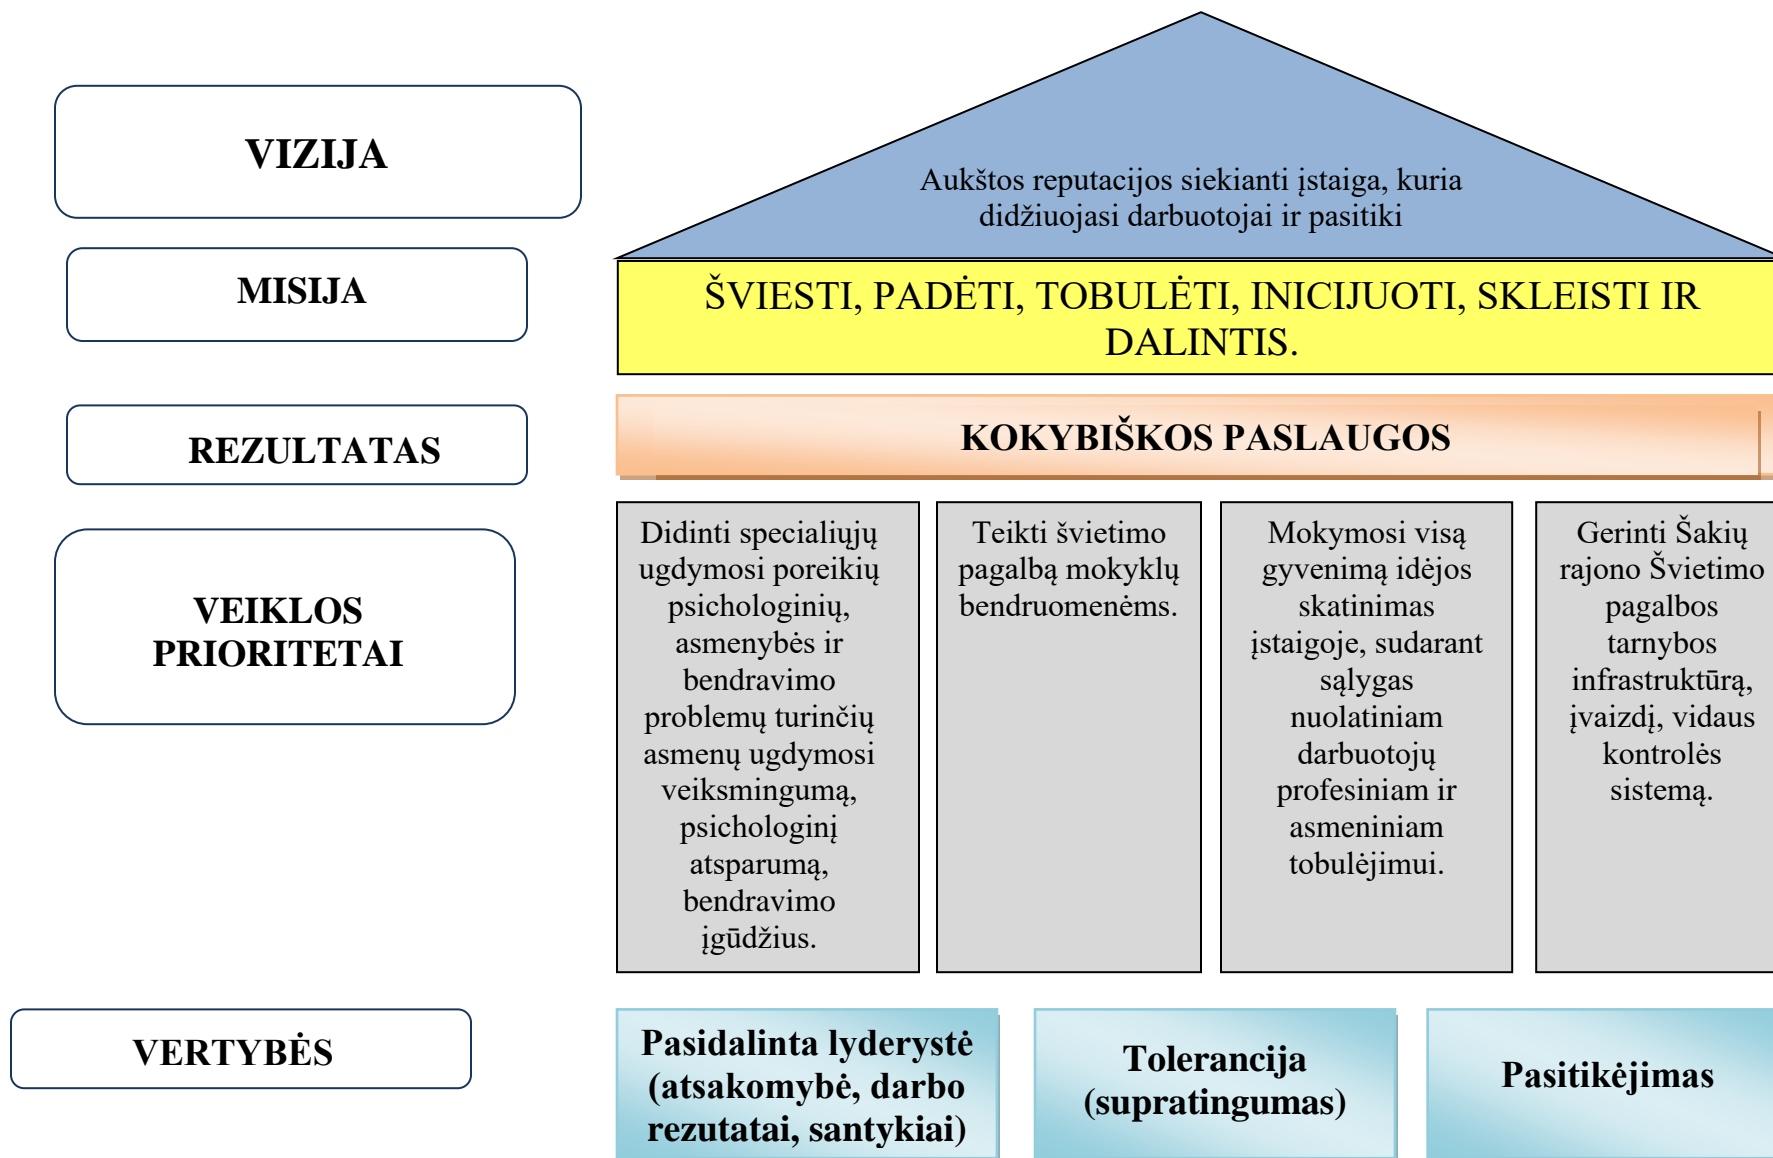 VIZIJA
Aukštos reputacijos siekianti įstaiga, kuria
didžiuojasi darbuotojai ir pasitiki
MISIJA
ŠVIESTI, PADĖTI, TOBULĖTI, INICIJUOTI, SKLEISTI IR
DALINTIS.
REZULTATAS
KOKYBIŠKOS PASLAUGOS
VEIKLOS
PRIORITETAI
Didinti specialiųjų
ugdymosi poreikių
psichologinių,
asmenybės ir
bendravimo
problemų turinčių
asmenų ugdymosi
veiksmingumą,
psichologinį
atsparumą,
bendravimo
įgūdžius.
Teikti švietimo
pagalbą mokyklų
bendruomenėms.
Mokymosi visą
gyvenimą idėjos
skatinimas
įstaigoje, sudarant
sąlygas
nuolatiniam
darbuotojų
profesiniam ir
asmeniniam
tobulėjimui.
Gerinti Šakių
rajono Švietimo
pagalbos
tarnybos
infrastruktūrą,
įvaizdį, vidaus
kontrolės
sistemą.
VERTYBĖS
Pasidalinta lyderystė
(atsakomybė, darbo
rezutatai, santykiai)
Tolerancija
(supratingumas)
Pasitikėjimas